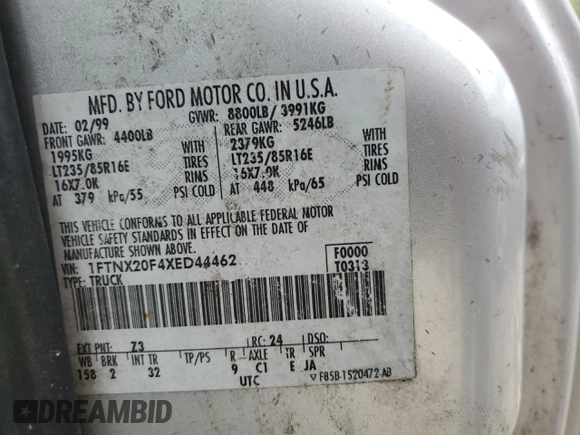 MFD. BY FORD MOTOR CO. IN U.S.A.
DATE: 02/99 GVWR: 8800LB/ 3991KG
FRONT GAWR: 4400LB REAR GAWR: 5246LB
1995KG WITH 2379KG WITH
LT235/85R16E TIRES LT235/85R16E TIRES
16X7.0K RIMS 16X7.0K RIMS
AT 379 kPa/55 PSI COLD AT 448 kPa/65 PSI COLD
THIS VEHICLE CONFORMS TO ALL APPLICABLE FEDERAL MOTOR
VEHICLE SAFETY STANDARDS IN EFFECT ON THE DATE OF
MANUFACTURE SHOWN ABOVE.
VIN: 1FTNX20F4XED44462 F0000
TYPE: TRUCK T0313
EXT PNT: Z3 RC: 24 DSO:
WB BRK INT TR TP/PS R AXLE TR SPR
158 2 32 9 C1 E JA
UTC
F85B-1520472-AB
DREAMBID